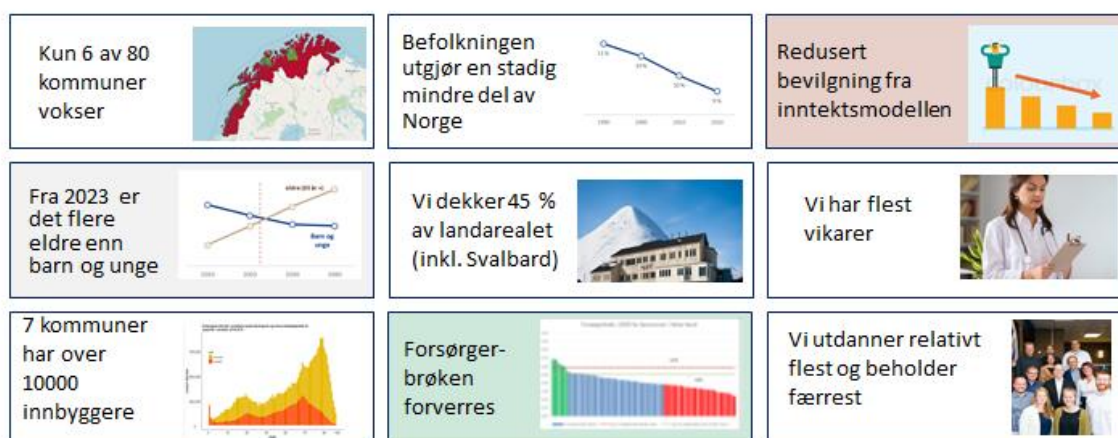 Kun 6 av 80
kommuner
vokser
Befolkningen
utgjør en stadig
mindre del av
Norge
Redusert
bevilgning fra
inntektsmodellen
Fra 2023 er
det flere
eldre enn
barn og unge
Barn og
unge
Vi dekker 45 %
av landarealet
(inkl. Svalbard)
Vi har flest
vikarer
7 kommuner
har over
10000
innbyggere
Forsørger-
brøken
forverres
Vi utdanner relativt
flest og beholder
færrest